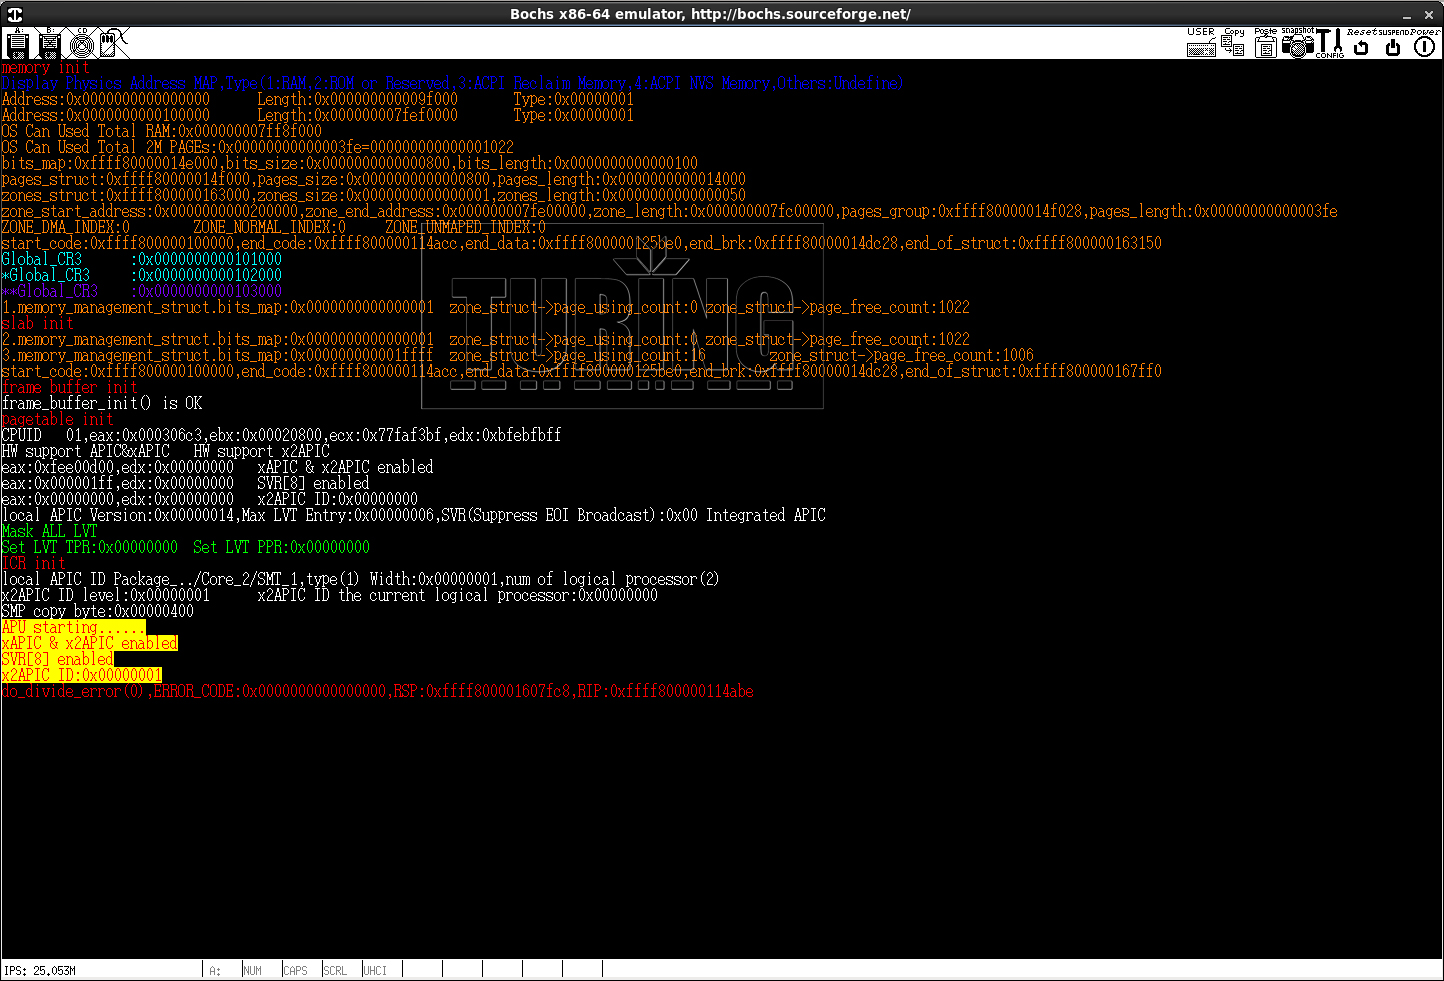 Bochs x86-64 emulator, http://bochs.sourceforge.net/
A: B: CD USER Copy Paste snapshot CONFIG Reset SUSPEND Power
memory init
Display Physics Address MAP,Type(1:RAM,2:ROM or Reserved,3:ACPI Reclaim Memory,4:ACPI NVS Memory,Others:Undefine)
Address:0x0000000000000000 Length:0x000000000009f000 Type:0x00000001
Address:0x0000000000100000 Length:0x000000007fef0000 Type:0x00000001
OS Can Used Total RAM:0x000000007ff8f000
OS Can Used Total 2M PAGEs:0x00000000000003fe=0000000000000001022
bits_map:0xffff80000014e000,bits_size:0x0000000000000800,bits_length:0x0000000000000100
pages_struct:0xffff80000014f000,pages_size:0x0000000000000800,pages_length:0x0000000000014000
zones_struct:0xffff800000163000,zones_size:0x0000000000000001,zones_length:0x0000000000000050
zone_start_address:0x0000000000200000,zone_end_address:0x000000007fe00000,zone_length:0x000000007fc00000,pages_group:0xffff80000014f028,pages_length:0x00000000000003fe
ZONE_DMA_INDEX:0 ZONE_NORMAL_INDEX:0 ZONE_UNMAPED_INDEX:0
start_code:0xffff800000100000,end_code:0xffff800000114acc,end_data:0xffff800000125be0,end_brk:0xffff80000014dc28,end_of_struct:0xffff800000163150
Global_CR3 :0x0000000000101000
*Global_CR3 :0x0000000000102000
**Global_CR3 :0x0000000000103000
1.memory_management_struct.bits_map:0x0000000000000001 zone_struct->page_using_count:0 zone_struct->page_free_count:1022
slab init
2.memory_management_struct.bits_map:0x0000000000000001 zone_struct->page_using_count:0 zone_struct->page_free_count:1022
3.memory_management_struct.bits_map:0x000000000001ffff zone_struct->page_using_count:16 zone_struct->page_free_count:1006
start_code:0xffff800000100000,end_code:0xffff800000114acc,end_data:0xffff800000125be0,end_brk:0xffff80000014dc28,end_of_struct:0xffff800000167ff0
TURING
frame buffer init
frame_buffer_init() is OK
pagetable init
CPUID 01,eax:0x000306c3,ebx:0x00020800,ecx:0x77faf3bf,edx:0xbfebfbff
HW support APIC&xAPIC HW support x2APIC
eax:0xfee00d00,edx:0x00000000 xAPIC & x2APIC enabled
eax:0x000001ff,edx:0x00000000 SVR[8] enabled
eax:0x00000000,edx:0x00000000 x2APIC ID:0x00000000
local APIC Version:0x00000014,Max LVT Entry:0x00000006,SVR(Suppress EOI Broadcast):0x00 Integrated APIC
Mask ALL LVT
Set LVT TPR:0x00000000 Set LVT PPR:0x00000000
ICR init
local APIC ID Package_../Core_2/SMT_1,type(1) Width:0x00000001,num of logical processor(2)
x2APIC ID level:0x00000001 x2APIC ID the current logical processor:0x00000000
SMP copy byte:0x00000400
APU starting......
xAPIC & x2APIC enabled
SVR[8] enabled
x2APIC ID:0x00000001
do_divide_error(0),ERROR_CODE:0x0000000000000000,RSP:0xffff800001607fc8,RIP:0xffff800000114abe
IPS: 25.053M A: NUM CAPS SCRL UHCI